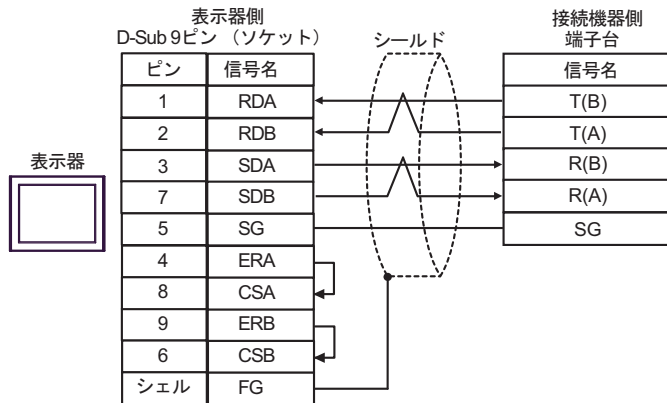 表示器側
D-Sub 9ピン （ソケット）
シールド
接続機器側
端子台
ピン 信号名
信号名
1 RDA
T(B)
2 RDB
T(A)
表示器
3 SDA
R(B)
7 SDB
R(A)
5 SG
SG
4 ERA
8 CSA
9 ERB
6 CSB
シェル FG